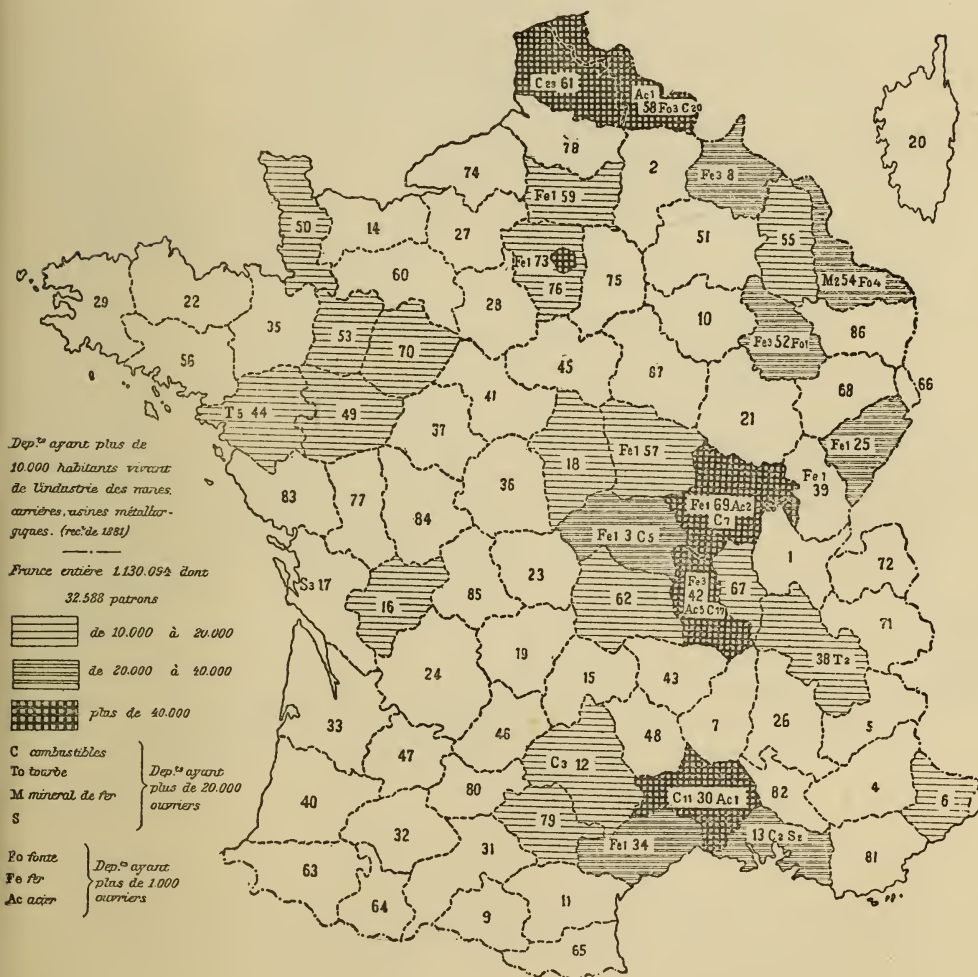 C 29 61
Ac1
58 Fo3 C20
78
74
2
Fe3 8
20
Fe1 59
50
14
27
51
55
Fe1 73
76
75
M2 54 Fo4
60
28
29
22
35
53
70
10
Fe3 52 Fo1
86
56
45
87
68
66
T5 44
49
41
21
Fe1 25
37
18
Fe1 57
Fe1
39
36
Fe1 69 Ac2
C7
83
77
84
Fe1 3 C5
1
72
S3 17
16
85
23
62
Fe3
42
Ac5 C17
67
71
24
19
15
43
38 T2
33
46
48
7
26
5
47
C3 12
40
80
C11 30 Ac1
82
4
6
32
79
Fe1 34
13 C2 S2
81
63
31
64
9
11
65
Dep.ts ayant plus de
10.000 habitants vivant
de l'industrie des mines,
carrières, usines métallur-
giques. (rec.t de 1881)
France entière 1.130.094 dont
32.588 patrons
de 10.000 à 20.000
de 20.000 à 40.000
plus de 40.000
C combustibles
To tourbe
M minéral de fer
S
Dep.ts ayant
plus de 20.000
ouvriers
Fo fonte
Fe fer
Ac acier
Dep.ts ayant
plus de 1.000
ouvriers